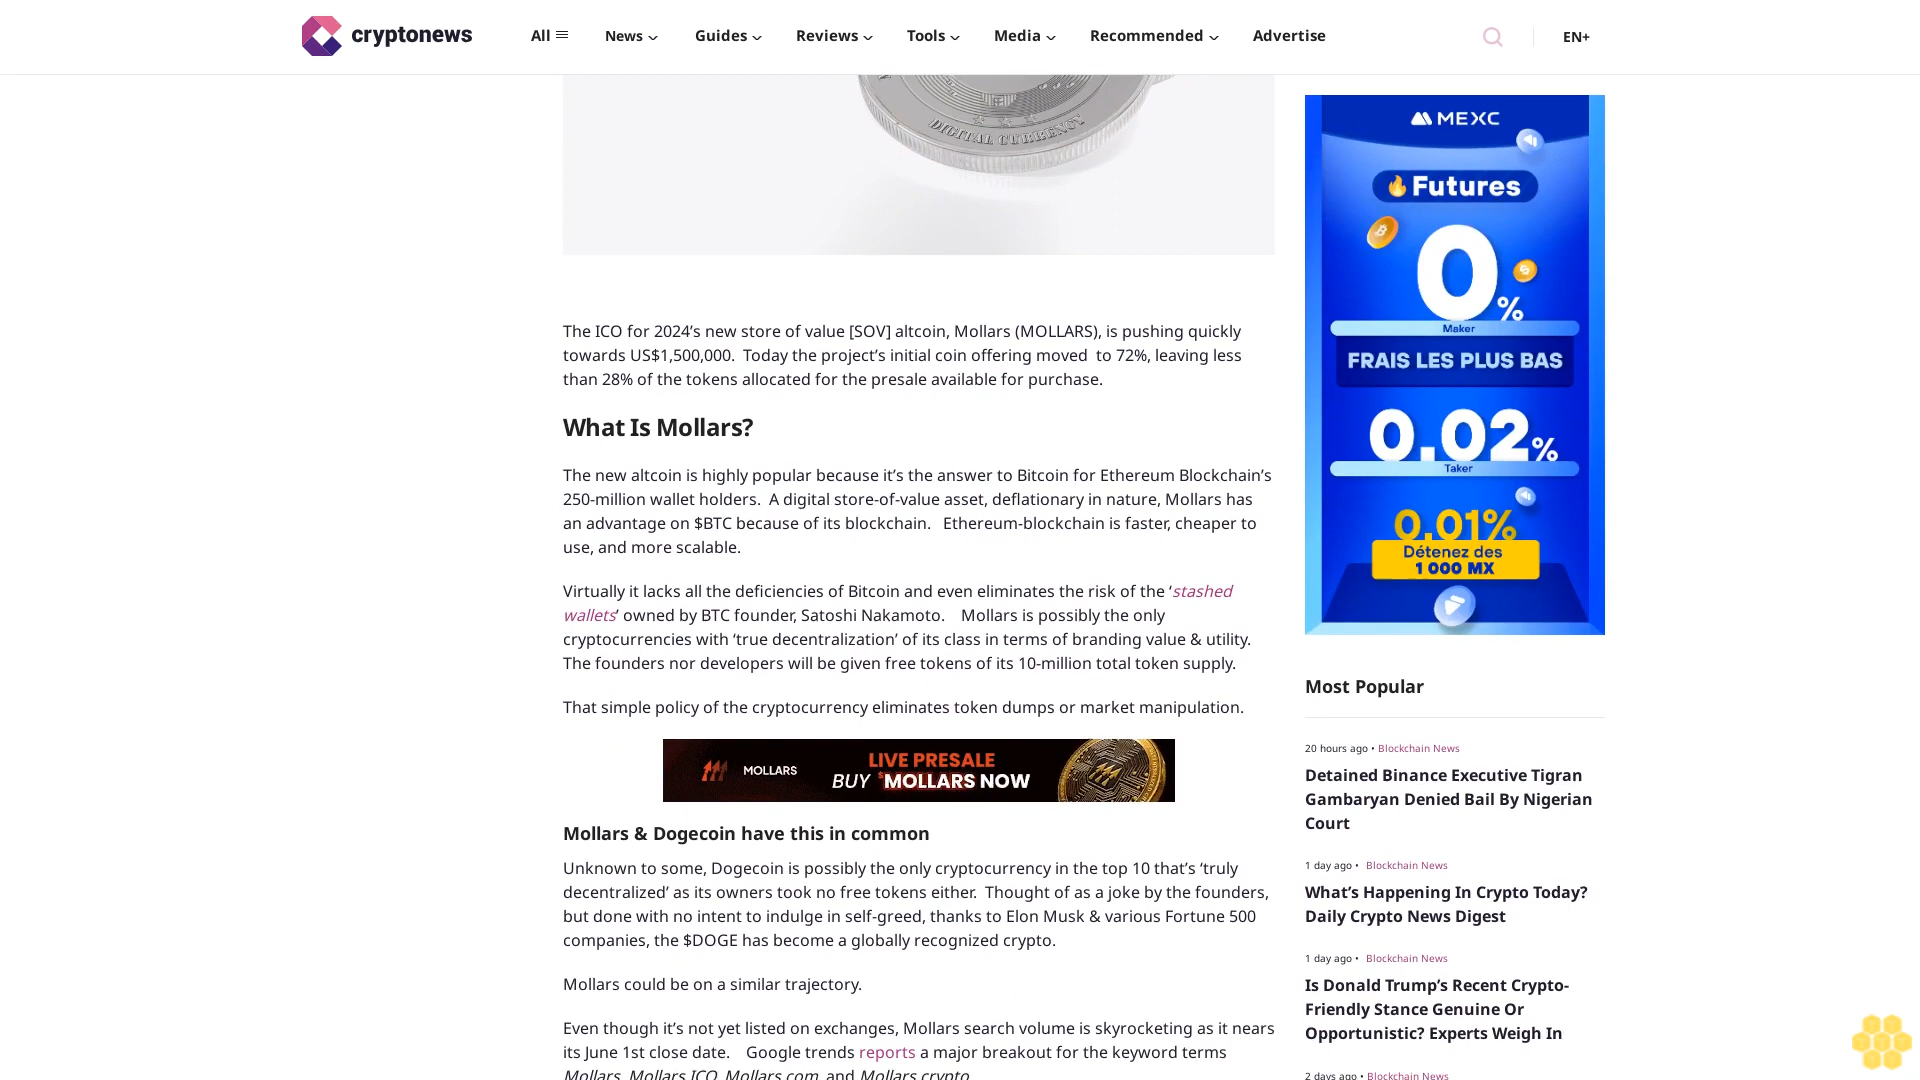 cryptonews
All
News
Guides
Reviews
Tools
Media
Recommended
Advertise
EN+
DIGITAL CURRENCY
The ICO for 2024’s new store of value [SOV] altcoin, Mollars (MOLLARS), is pushing quickly
towards US$1,500,000.  Today the project’s initial coin offering moved  to 72%, leaving less
than 28% of the tokens allocated for the presale available for purchase.
What Is Mollars?
The new altcoin is highly popular because it’s the answer to Bitcoin for Ethereum Blockchain’s
250-million wallet holders.  A digital store-of-value asset, deflationary in nature, Mollars has
an advantage on $BTC because of its blockchain.   Ethereum-blockchain is faster, cheaper to
use, and more scalable.
Virtually it lacks all the deficiencies of Bitcoin and even eliminates the risk of the ‘stashed
wallets’ owned by BTC founder, Satoshi Nakamoto.    Mollars is possibly the only
cryptocurrencies with ‘true decentralization’ of its class in terms of branding value & utility.
The founders nor developers will be given free tokens of its 10-million total token supply.
That simple policy of the cryptocurrency eliminates token dumps or market manipulation.
MOLLARS
LIVE PRESALE
BUY $MOLLARS NOW
Mollars & Dogecoin have this in common
Unknown to some, Dogecoin is possibly the only cryptocurrency in the top 10 that’s ‘truly
decentralized’ as its owners took no free tokens either.  Thought of as a joke by the founders,
but done with no intent to indulge in self-greed, thanks to Elon Musk & various Fortune 500
companies, the $DOGE has become a globally recognized crypto.
Mollars could be on a similar trajectory.
Even though it’s not yet listed on exchanges, Mollars search volume is skyrocketing as it nears
its June 1st close date.    Google trends reports a major breakout for the keyword terms
Mollars, Mollars ICO, Mollars com, and Mollars crypto.
MEXC
Futures
0%
Maker
FRAIS LES PLUS BAS
0.02%
Taker
0.01%
Détenez des
1 000 MX
Most Popular
20 hours ago • Blockchain News
Detained Binance Executive Tigran
Gambaryan Denied Bail By Nigerian
Court
1 day ago • Blockchain News
What’s Happening In Crypto Today?
Daily Crypto News Digest
1 day ago • Blockchain News
Is Donald Trump’s Recent Crypto-
Friendly Stance Genuine Or
Opportunistic? Experts Weigh In
2 days ago • Blockchain News